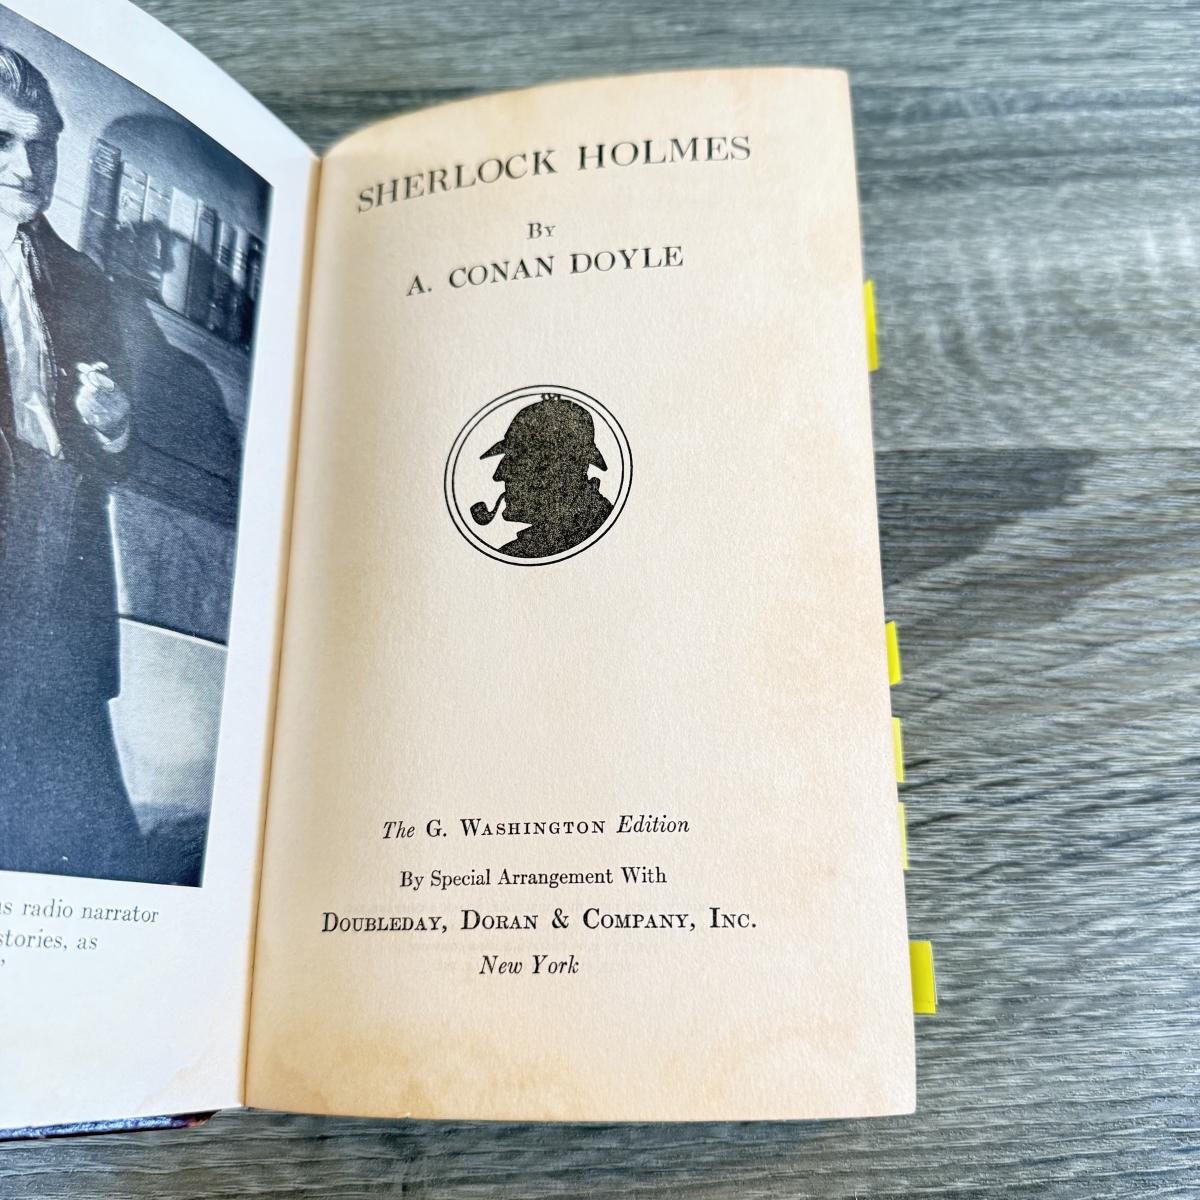 as radio narrator
stories, as
SHERLOCK HOLMES
BY
A. CONAN DOYLE
The G. WASHINGTON Edition
By Special Arrangement With
DOUBLEDAY, DORAN & COMPANY, INC.
New York